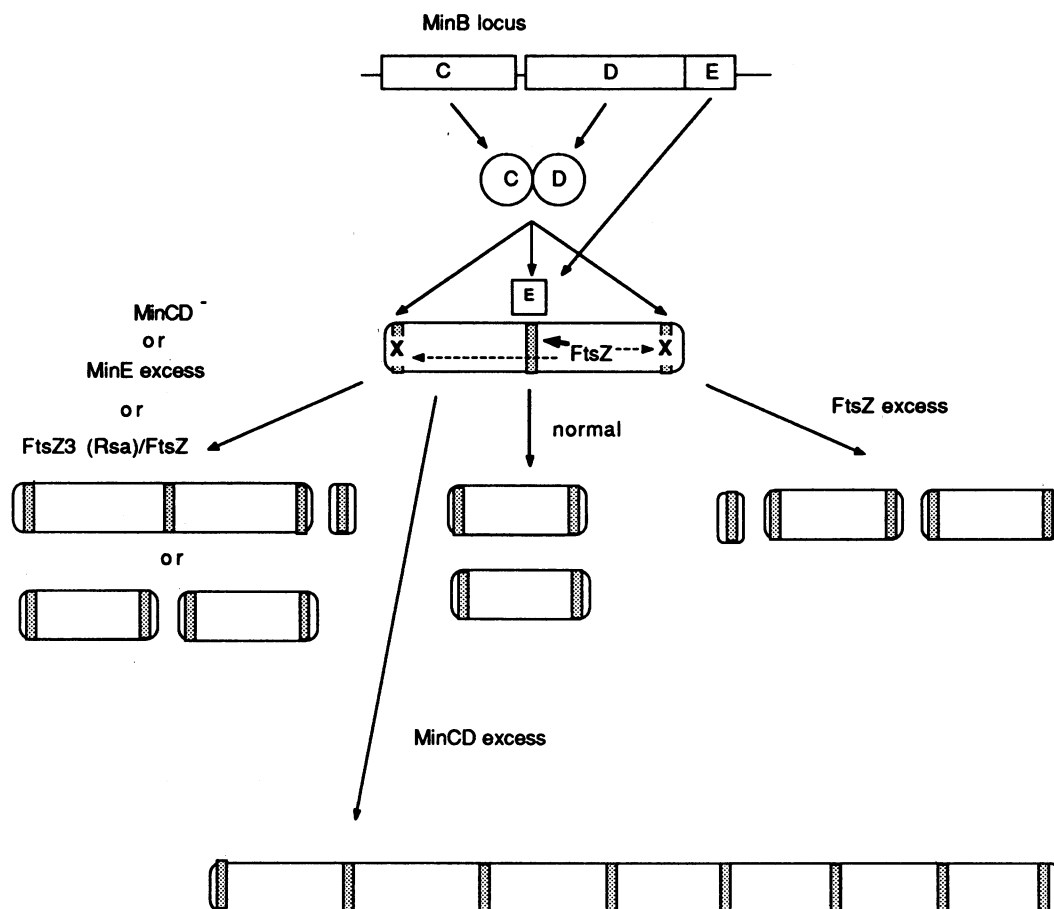 MinB locus
C D E
C D
E
X FtsZ X
MinCD -
or
MinE excess
or
FtsZ3 (Rsa)/FtsZ
normal
FtsZ excess
or
MinCD excess